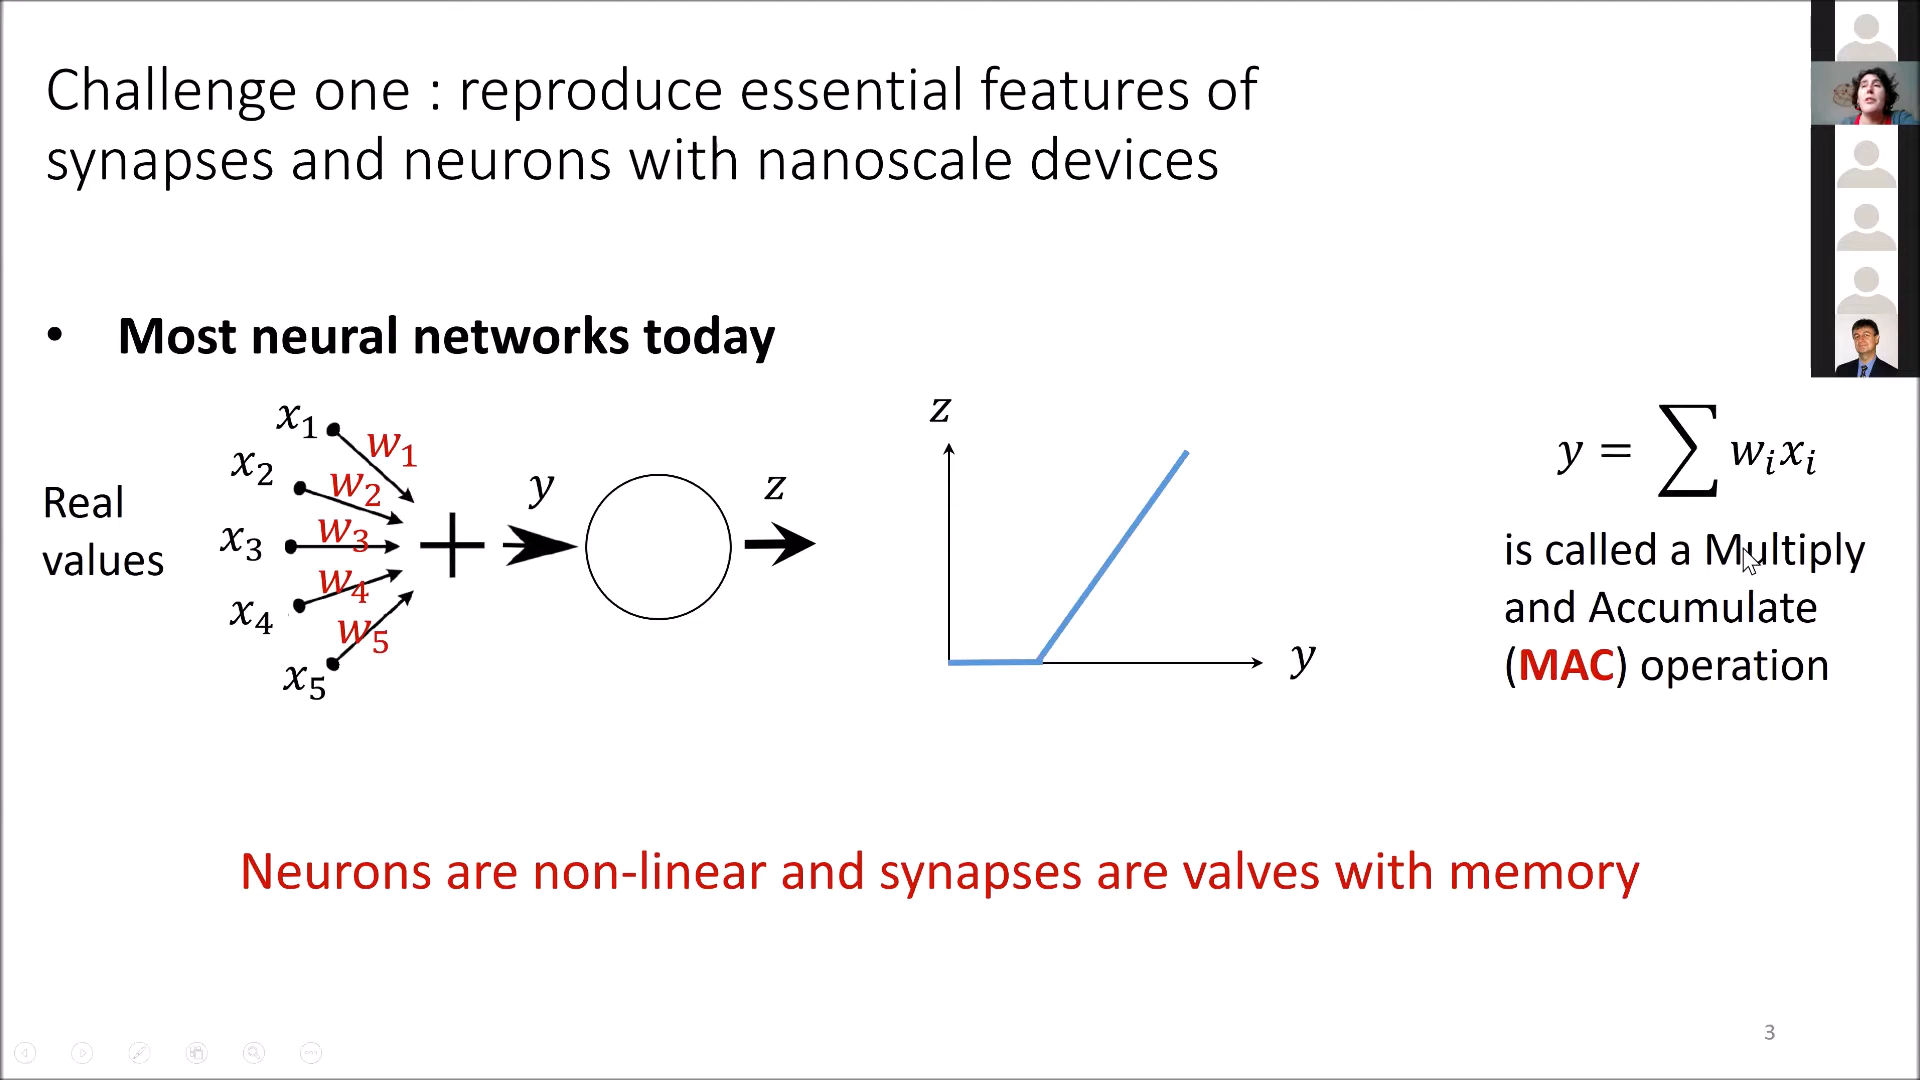 Challenge one : reproduce essential features of
synapses and neurons with nanoscale devices
• Most neural networks today
Real
values
x₁
w₁
x₂
w₂
x₃
w₃
x₄
w₄
x₅
w₅
+
y
z
z
y
y = ∑ wᵢxᵢ
is called a Multiply
and Accumulate
(MAC) operation
Neurons are non-linear and synapses are valves with memory
3